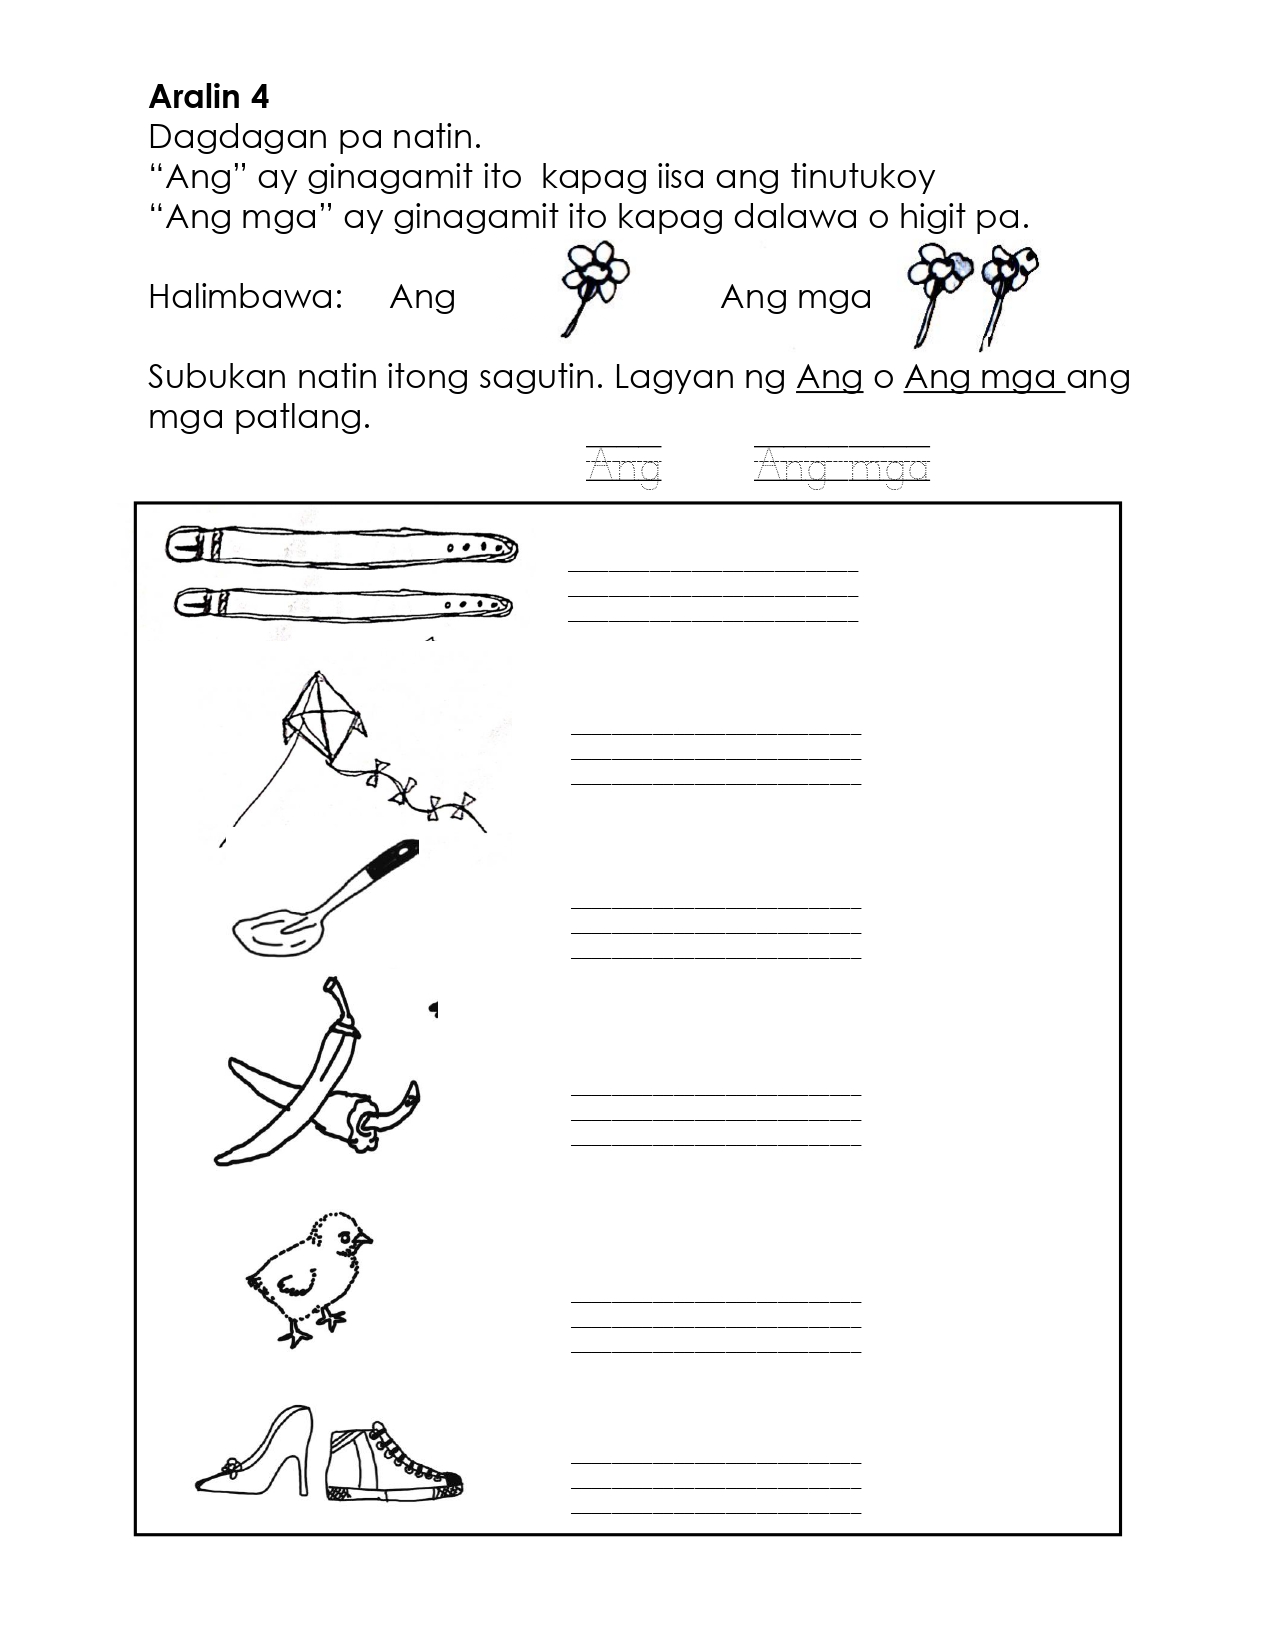 Aralin 4
Dagdagan pa natin.
“Ang” ay ginagamit ito  kapag iisa ang tinutukoy
“Ang mga” ay ginagamit ito kapag dalawa o higit pa.
Halimbawa: Ang Ang mga
Subukan natin itong sagutin. Lagyan ng Ang o Ang mga ang
mga patlang.
Ang Ang mga